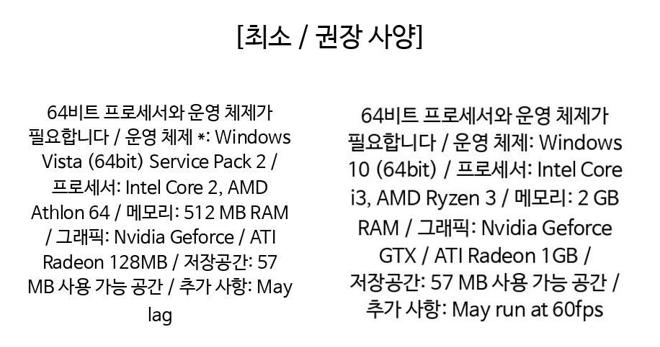 [최소 / 권장 사양]
64비트 프로세서와 운영 체제가
필요합니다 / 운영 체제 *: Windows
Vista (64bit) Service Pack 2 /
프로세서: Intel Core 2, AMD
Athlon 64 / 메모리: 512 MB RAM
/ 그래픽: Nvidia Geforce / ATI
Radeon 128MB / 저장공간: 57
MB 사용 가능 공간 / 추가 사항: May
lag
64비트 프로세서와 운영 체제가
필요합니다 / 운영 체제: Windows
10 (64bit) / 프로세서: Intel Core
i3, AMD Ryzen 3 / 메모리: 2 GB
RAM / 그래픽: Nvidia Geforce
GTX / ATI Radeon 1GB /
저장공간: 57 MB 사용 가능 공간 /
추가 사항: May run at 60fps